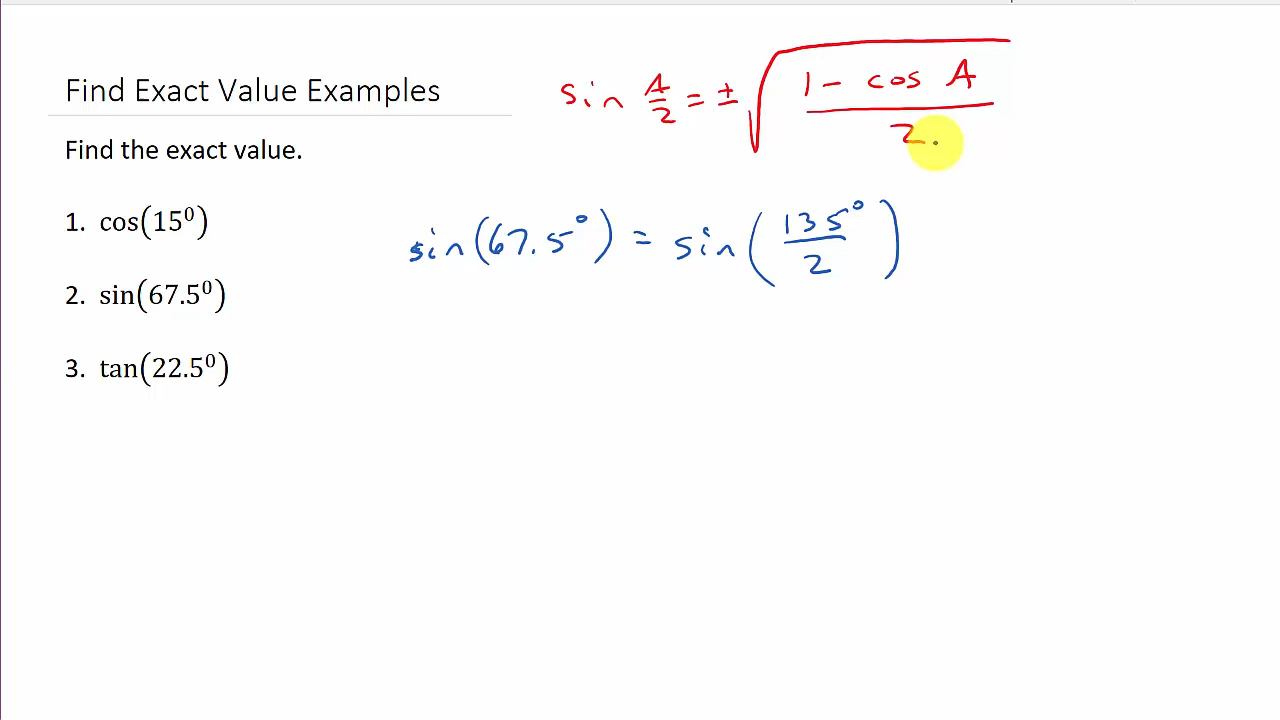 Find Exact Value Examples
sin A/2 = ± √((1 - cos A)/2)
Find the exact value.
1. cos(15⁰)
sin(67.5°) = sin(135°/2)
2. sin(67.5⁰)
3. tan(22.5⁰)